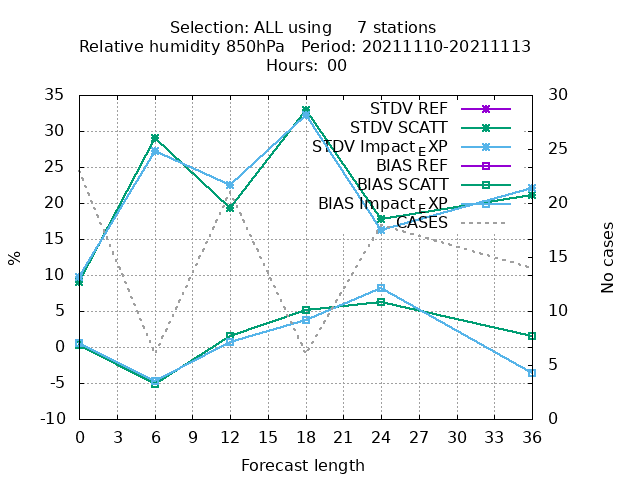 Selection: ALL using 7 stations
Relative humidity 850hPa Period: 20211110-20211113
Hours: 00
35
30
25
20
15
10
5
0
-5
-10
30
25
20
15
10
5
0
STDV REF
STDV SCATT
STDV Impact_EXP
BIAS REF
BIAS SCATT
BIAS Impact_EXP
CASES
%
No cases
0 3 6 9 12 15 18 21 24 27 30 33 36
Forecast length